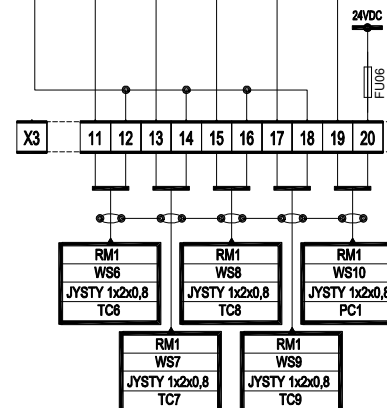 24VDC
FU06
X3 11 12 13 14 15 16 17 18 19 20
RM1
WS6
JYSTY 1x2x0,8
TC6
RM1
WS8
JYSTY 1x2x0,8
TC8
RM1
WS10
JYSTY 1x2x0,8
PC1
RM1
WS7
JYSTY 1x2x0,8
TC7
RM1
WS9
JYSTY 1x2x0,8
TC9